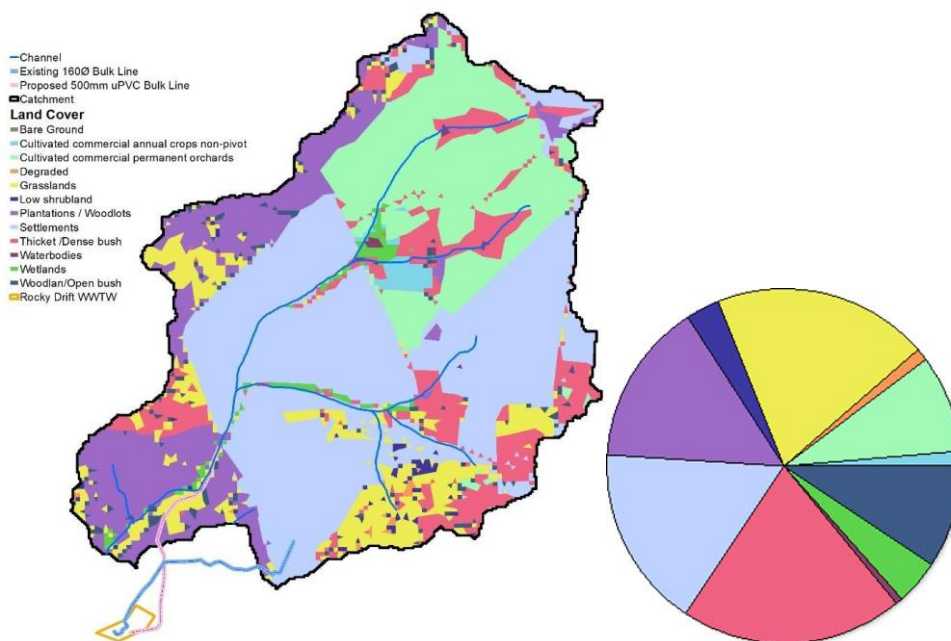 Channel
Existing 160Ø Bulk Line
Proposed 500mm uPVC Bulk Line
Catchment
Land Cover
Bare Ground
Cultivated commercial annual crops non-pivot
Cultivated commercial permanent orchards
Degraded
Grasslands
Low shrubland
Plantations / Woodlots
Settlements
Thicket /Dense bush
Waterbodies
Wetlands
Woodlan/Open bush
Rocky Drift WWTW